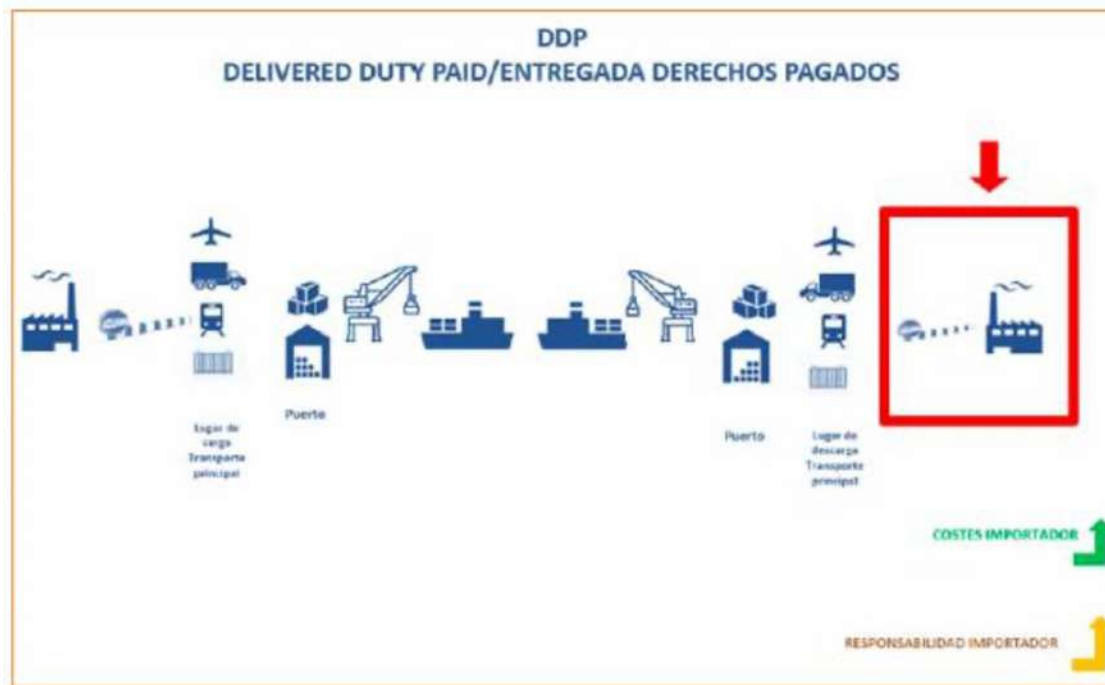 DDP
DELIVERED DUTY PAID/ENTREGADA DERECHOS PAGADOS
Puerto
Lugar de
carga
Transporte
principal
Puerto
Lugar de
descarga
Transporte
principal
COSTES IMPORTADOR
RESPONSABILIDAD IMPORTADOR